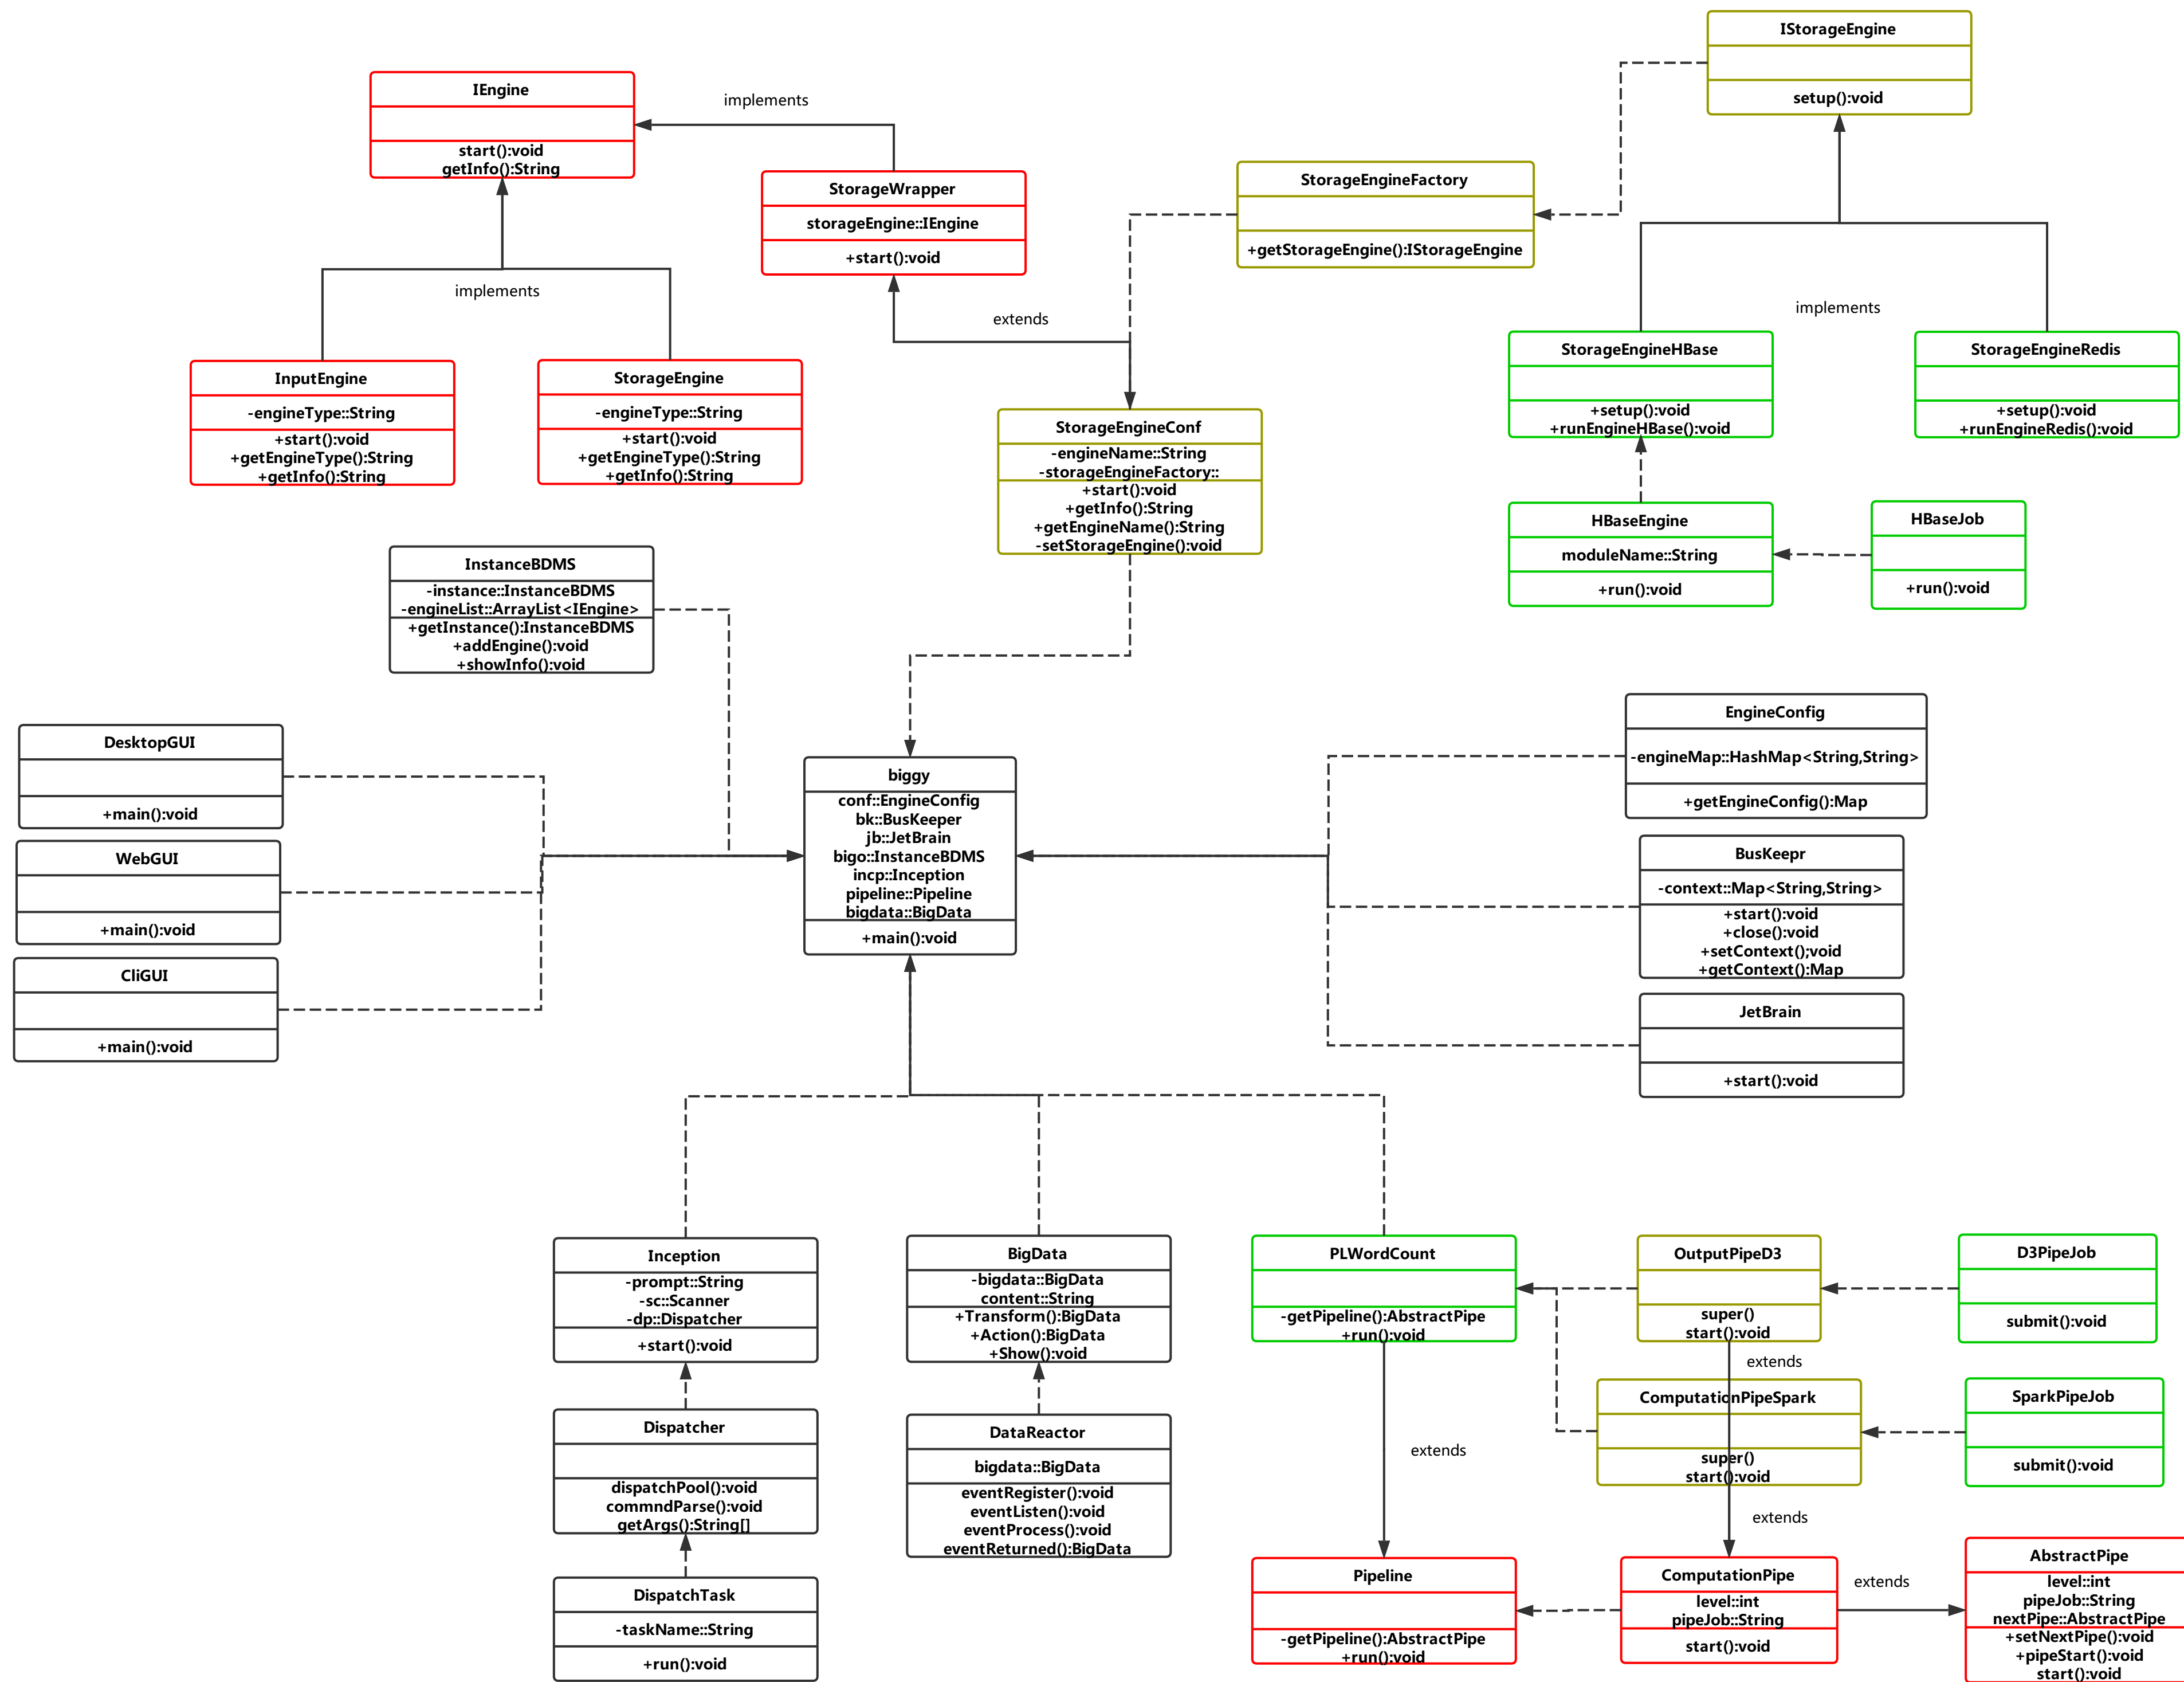 IStorageEngine
setup():void
IEngine
start():void
getInfo():String
implements
StorageWrapper
storageEngine::IEngine
+start():void
StorageEngineFactory
+getStorageEngine():IStorageEngine
implements
extends
implements
InputEngine
-engineType::String
+start():void
+getEngineType():String
+getInfo():String
StorageEngine
-engineType::String
+start():void
+getEngineType():String
+getInfo():String
StorageEngineConf
-engineName::String
-storageEngineFactory::
+start():void
+getInfo():String
+getEngineName():String
-setStorageEngine():void
StorageEngineHBase
+setup():void
+runEngineHBase():void
StorageEngineRedis
+setup():void
+runEngineRedis():void
HBaseEngine
moduleName::String
+run():void
HBaseJob
+run():void
InstanceBDMS
-instance::InstanceBDMS
-engineList::ArrayList<IEngine>
+getInstance():InstanceBDMS
+addEngine():void
+showInfo():void
DesktopGUI
+main():void
WebGUI
+main():void
CliGUI
+main():void
biggy
conf::EngineConfig
bk::BusKeeper
jb::JetBrain
bigo::InstanceBDMS
incp::Inception
pipeline::Pipeline
bigdata::BigData
+main():void
EngineConfig
-engineMap::HashMap<String,String>
+getEngineConfig():Map
BusKeepr
-context::Map<String,String>
+start():void
+close():void
+setContext();void
+getContext():Map
JetBrain
+start():void
Inception
-prompt::String
-sc::Scanner
-dp::Dispatcher
+start():void
BigData
-bigdata::BigData
content::String
+Transform():BigData
+Action():BigData
+Show():void
PLWordCount
-getPipeline():AbstractPipe
+run():void
OutputPipeD3
super()
start():void
D3PipeJob
submit():void
extends
Dispatcher
dispatchPool():void
commndParse():void
getArgs():String[]
DataReactor
bigdata::BigData
eventRegister():void
eventListen():void
eventProcess():void
eventReturned():BigData
extends
ComputationPipeSpark
super()
start():void
SparkPipeJob
submit():void
extends
DispatchTask
-taskName::String
+run():void
Pipeline
-getPipeline():AbstractPipe
+run():void
ComputationPipe
level::int
pipeJob::String
start():void
extends
AbstractPipe
level::int
pipeJob::String
nextPipe::AbstractPipe
+setNextPipe():void
+pipeStart():void
start():void